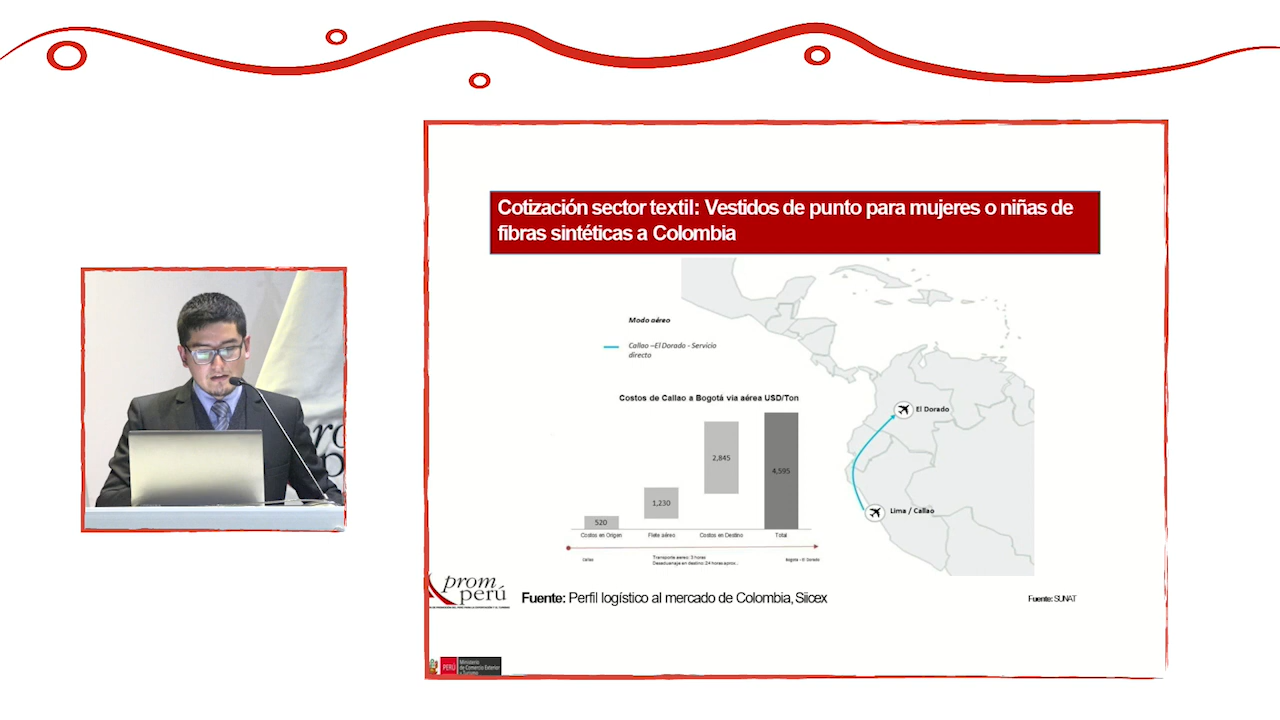 Cotización sector textil: Vestidos de punto para mujeres o niñas de
fibras sintéticas a Colombia
Modo aéreo
Callao –El Dorado - Servicio
directo
Costos de Callao a Bogotá via aérea USD/Ton
520
1,230
2,845
4,595
Costos en Origen
Flete aéreo
Costos en Destino
Total
Callao
Transporte aereo: 3 horas
Desaduanaje en destino: 24 horas aprox..
Bogota - El Dorado
El Dorado
Lima / Callao
prom
perú
Fuente: Perfil logístico al mercado de Colombia, Siicex
Fuente: SUNAT
PERÚ
Ministerio
de Comercio Exterior
y Turismo